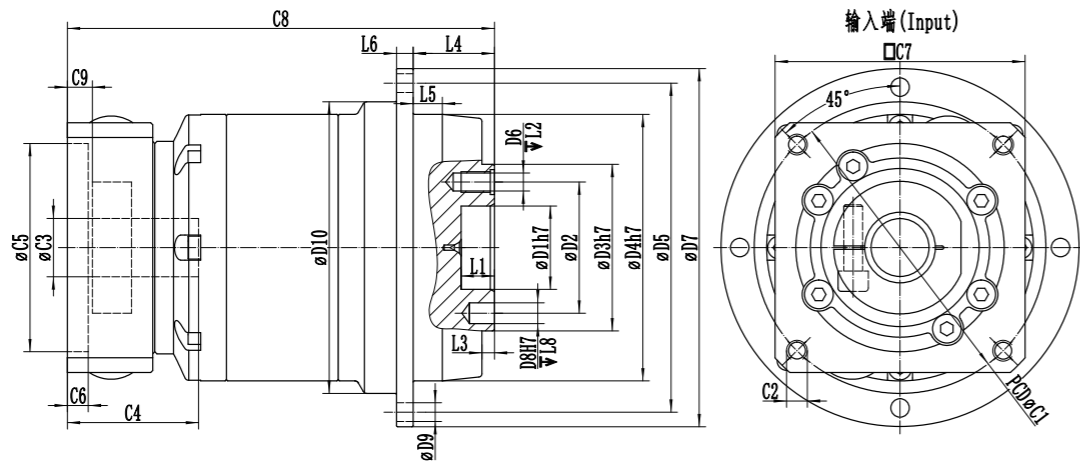 C8
L6
L4
C9
L5
D6
↧L2
øC5
øC3
øD10
L1
øD1h7
øD2
øD3h7
øD4h7
øD5
øD7
L3
D8H7
↧L8
C6
C4
øD9
输入端(Input)
□C7
45°
C2
PCDøC1